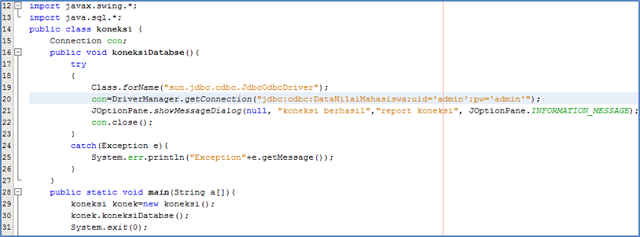 12 import javax.swing.*;
13 import java.sql.*;
14 public class koneksi {
15 Connection con;
16 public void koneksiDatabse(){
17 try
18 {
19 Class.forName("sun.jdbc.odbc.JdbcOdbcDriver");
20 con=DriverManager.getConnection("jdbc:odbc:DataNilaiMahasiswa;uid='admin';pw='admin'");
21 JOptionPane.showMessageDialog(null, "koneksi berhasil","report koneksi", JOptionPane.INFORMATION_MESSAGE);
22 con.close();
23 }
24 catch(Exception e){
25 System.err.println("Exception"+e.getMessage());
26 }
27 }
28 public static void main(String a[]){
29 koneksi konek=new koneksi();
30 konek.koneksiDatabse();
31 System.exit(0);